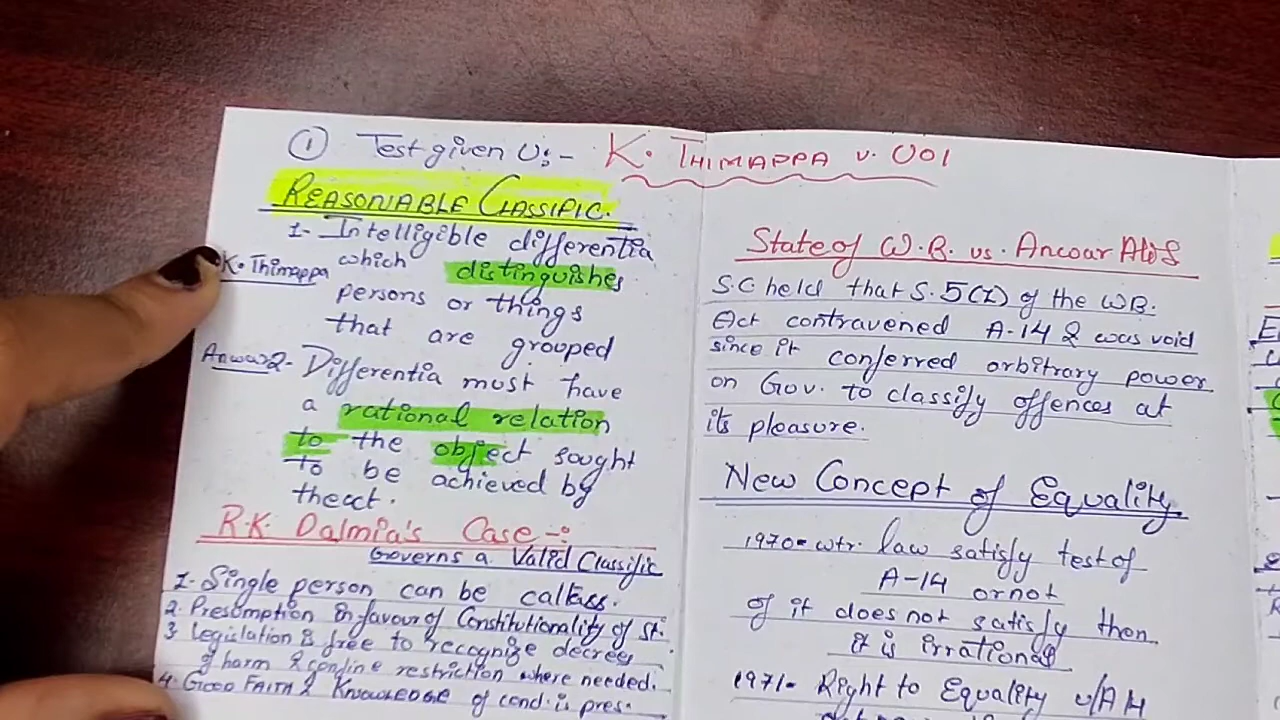 ① Test given U:- K. THIMAPPA v. UOI
REASONABLE CLASSIFIC.
1- Intelligible differentia
K. Thimappa which distinguishes
persons or things
that are grouped
Anwar 2- Differentia must have
a rational relation
to the object sought
to be achieved by
the act.
R.K. Dalmia's Case -:
Governs a Valid Classific
1- Single person can be
2. Presumption in favour of Constitutionality of St.
3 legislation is free to recognize decrees
of harm & confine restriction where needed.
4. GOOD FAITH & KNOWLEDGE of cond. is pres.
State of W.B. vs. Ancoar
S.C held that S. 5(1) of the WB.
Act contravened A-14 & was void
since it conferred orbitrary power
on Gov. to classify offences at
its pleasure.
New Concept of Equality
1970- wtr. law satisfy test of
A-14 or not
of it does not satisfy then
it is irrational
1971- Right to Equality u/A 14